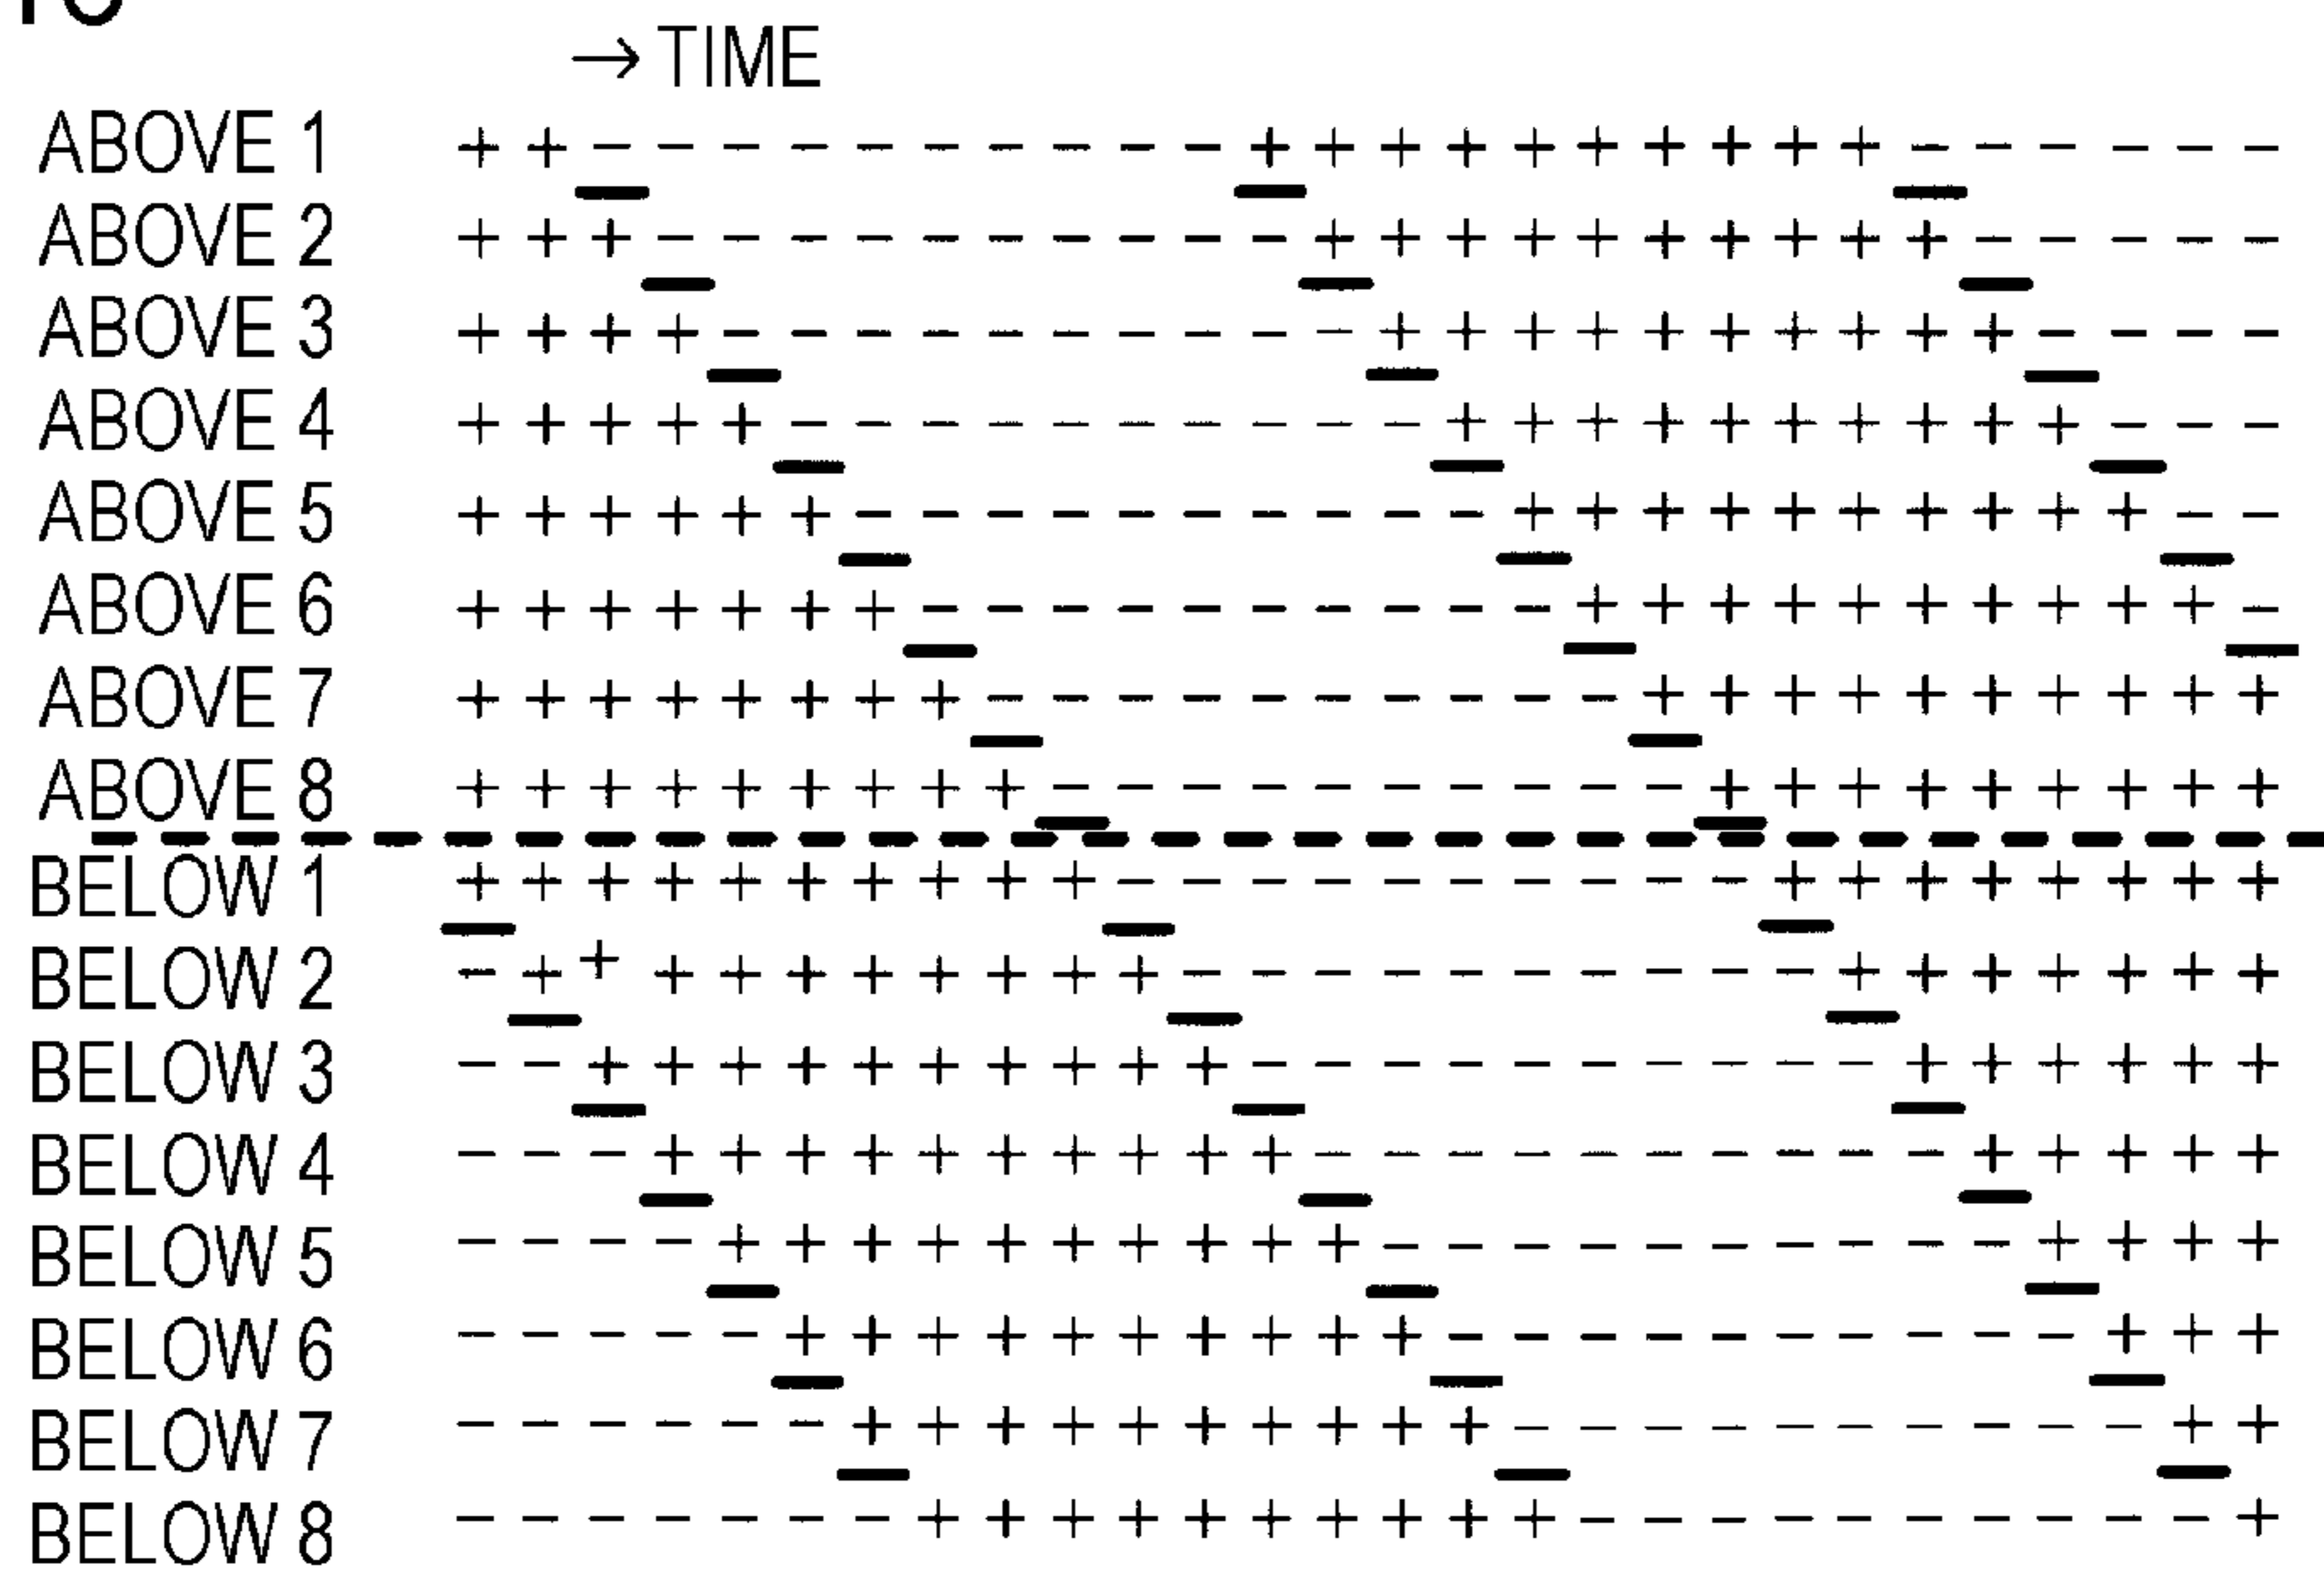 → TIME
ABOVE 1 + + - - - - - - - - - - + + + + + + + + + + - - - - - -
ABOVE 2 + + + - - - - - - - - - - + + + + + + + + + + - - - - -
ABOVE 3 + + + + - - - - - - - - - - + + + + + + + + + + - - - -
ABOVE 4 + + + + + - - - - - - - - - - + + + + + + + + + + - - -
ABOVE 5 + + + + + + - - - - - - - - - - + + + + + + + + + + - -
ABOVE 6 + + + + + + + - - - - - - - - - - + + + + + + + + + + -
ABOVE 7 + + + + + + + + - - - - - - - - - - + + + + + + + + + +
ABOVE 8 + + + + + + + + + - - - - - - - - - - + + + + + + + + +
BELOW 1 + + + + + + + + + + - - - - - - - - - - + + + + + + + +
BELOW 2 - + + + + + + + + + + - - - - - - - - - - + + + + + + +
BELOW 3 - - + + + + + + + + + + - - - - - - - - - - + + + + + +
BELOW 4 - - - + + + + + + + + + + - - - - - - - - - - + + + + +
BELOW 5 - - - - + + + + + + + + + + - - - - - - - - - - + + + +
BELOW 6 - - - - - + + + + + + + + + + - - - - - - - - - - + + +
BELOW 7 - - - - - - + + + + + + + + + + - - - - - - - - - - + +
BELOW 8 - - - - - - - + + + + + + + + + + - - - - - - - - - - +